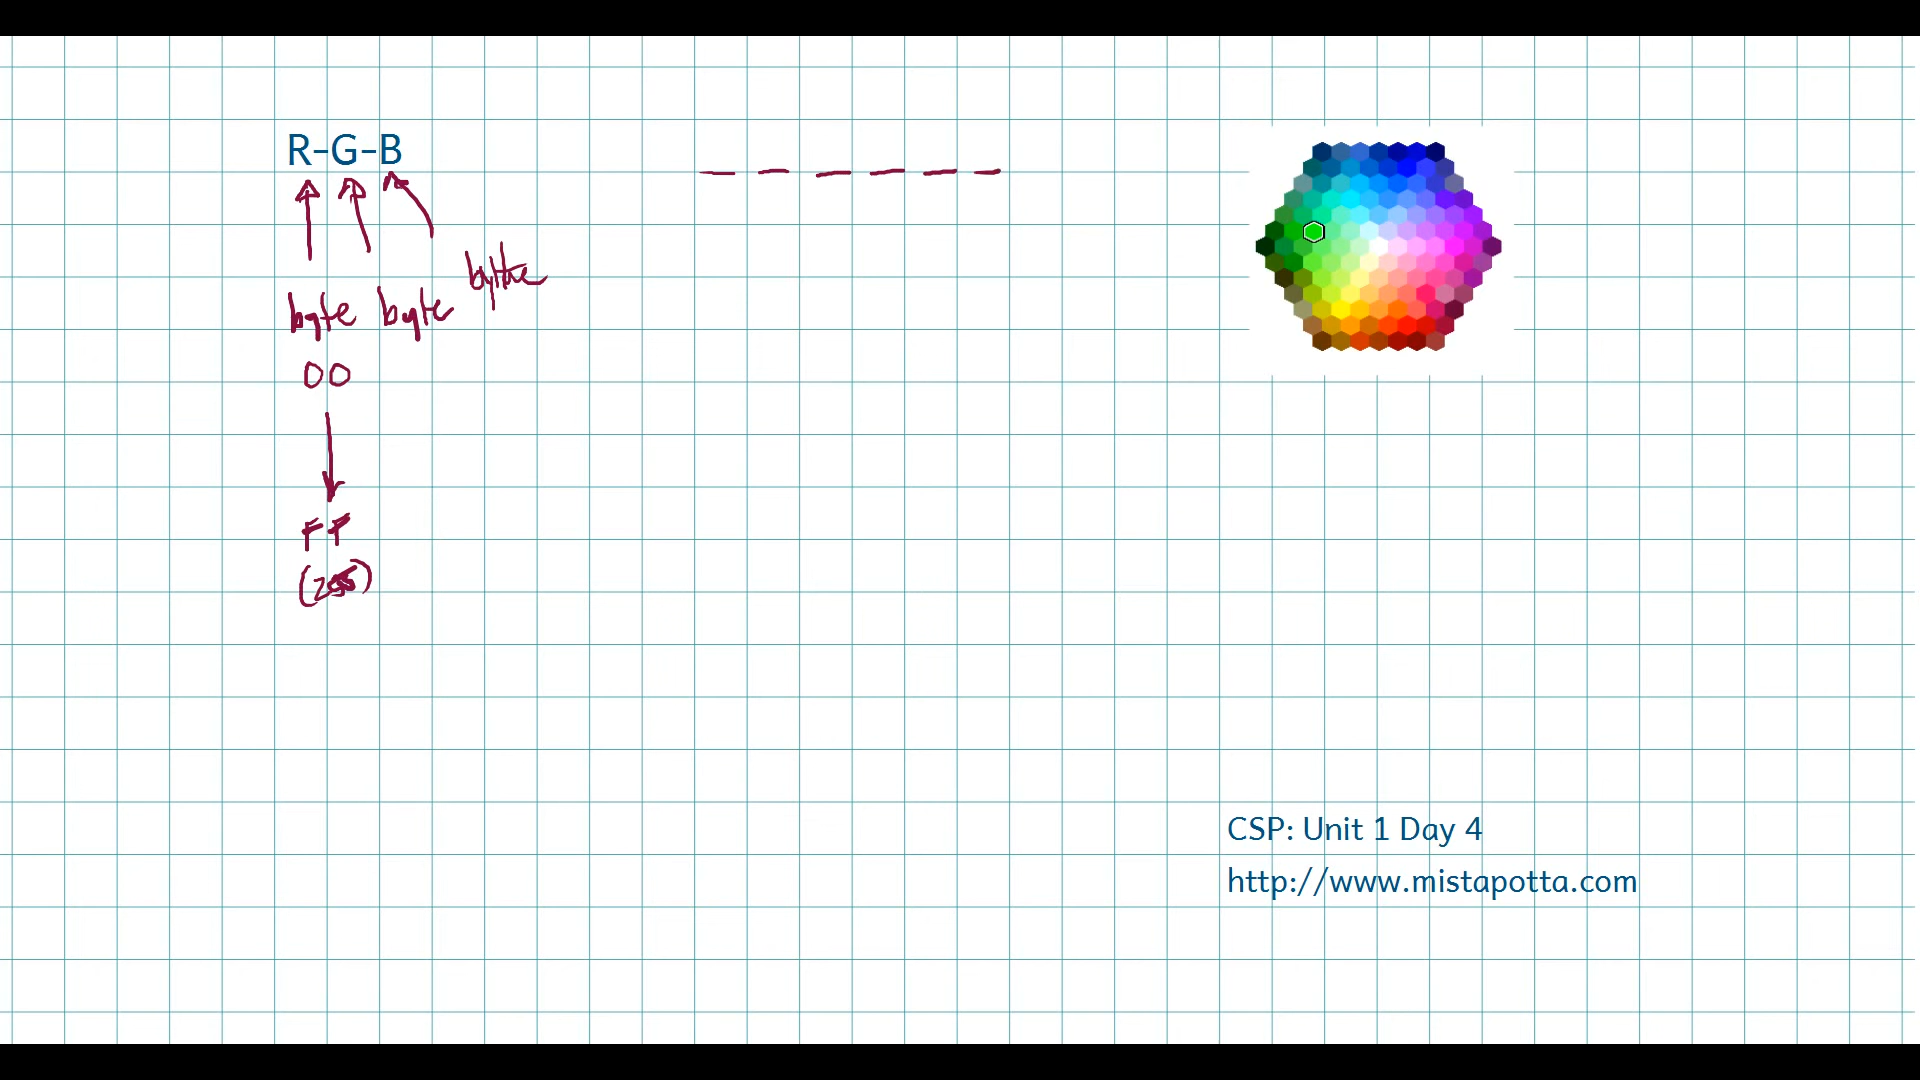 R-G-B
byte byte byte
00
FF
(255)
CSP: Unit 1 Day 4
http://www.mistapotta.com